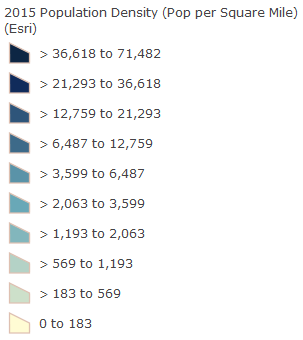 2015 Population Density (Pop per Square Mile)
(Esri)
> 36,618 to 71,482
> 21,293 to 36,618
> 12,759 to 21,293
> 6,487 to 12,759
> 3,599 to 6,487
> 2,063 to 3,599
> 1,193 to 2,063
> 569 to 1,193
> 183 to 569
0 to 183